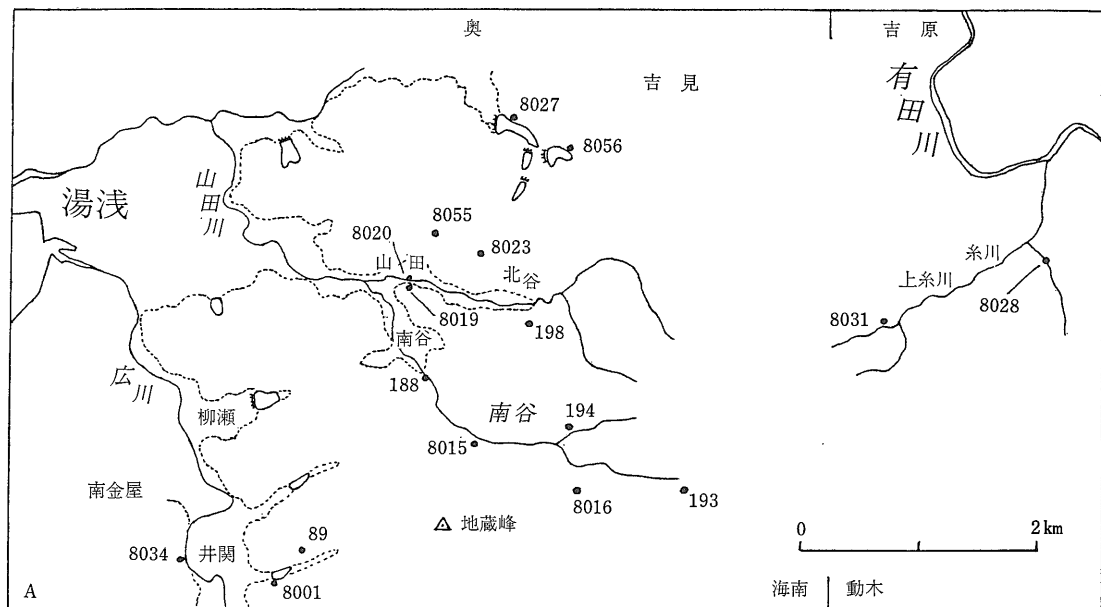 奥
吉原
有田川
吉見
8027
8056
湯浅
山田川
8055
8020
8023
山田
北谷
糸川
上糸川
8028
8019
198
8031
南谷
広川
188
南谷
194
柳瀬
8015
南金屋
8016
193
地蔵峰
0 2km
8034
井関
89
8001
A
海南
動木